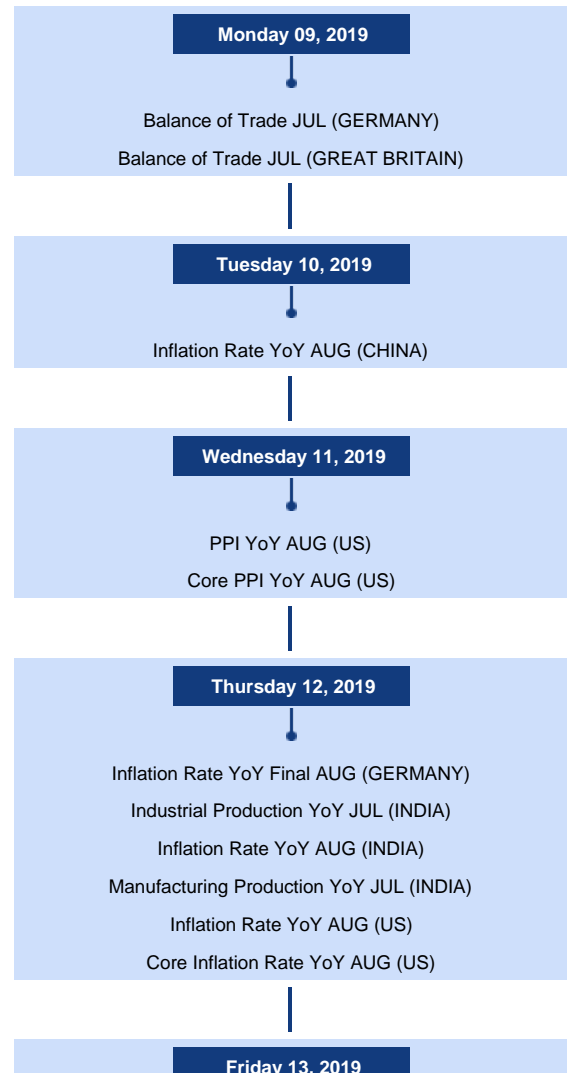 Monday 09, 2019
Balance of Trade JUL (GERMANY)
Balance of Trade JUL (GREAT BRITAIN)
Tuesday 10, 2019
Inflation Rate YoY AUG (CHINA)
Wednesday 11, 2019
PPI YoY AUG (US)
Core PPI YoY AUG (US)
Thursday 12, 2019
Inflation Rate YoY Final AUG (GERMANY)
Industrial Production YoY JUL (INDIA)
Inflation Rate YoY AUG (INDIA)
Manufacturing Production YoY JUL (INDIA)
Inflation Rate YoY AUG (US)
Core Inflation Rate YoY AUG (US)
Friday 13, 2019